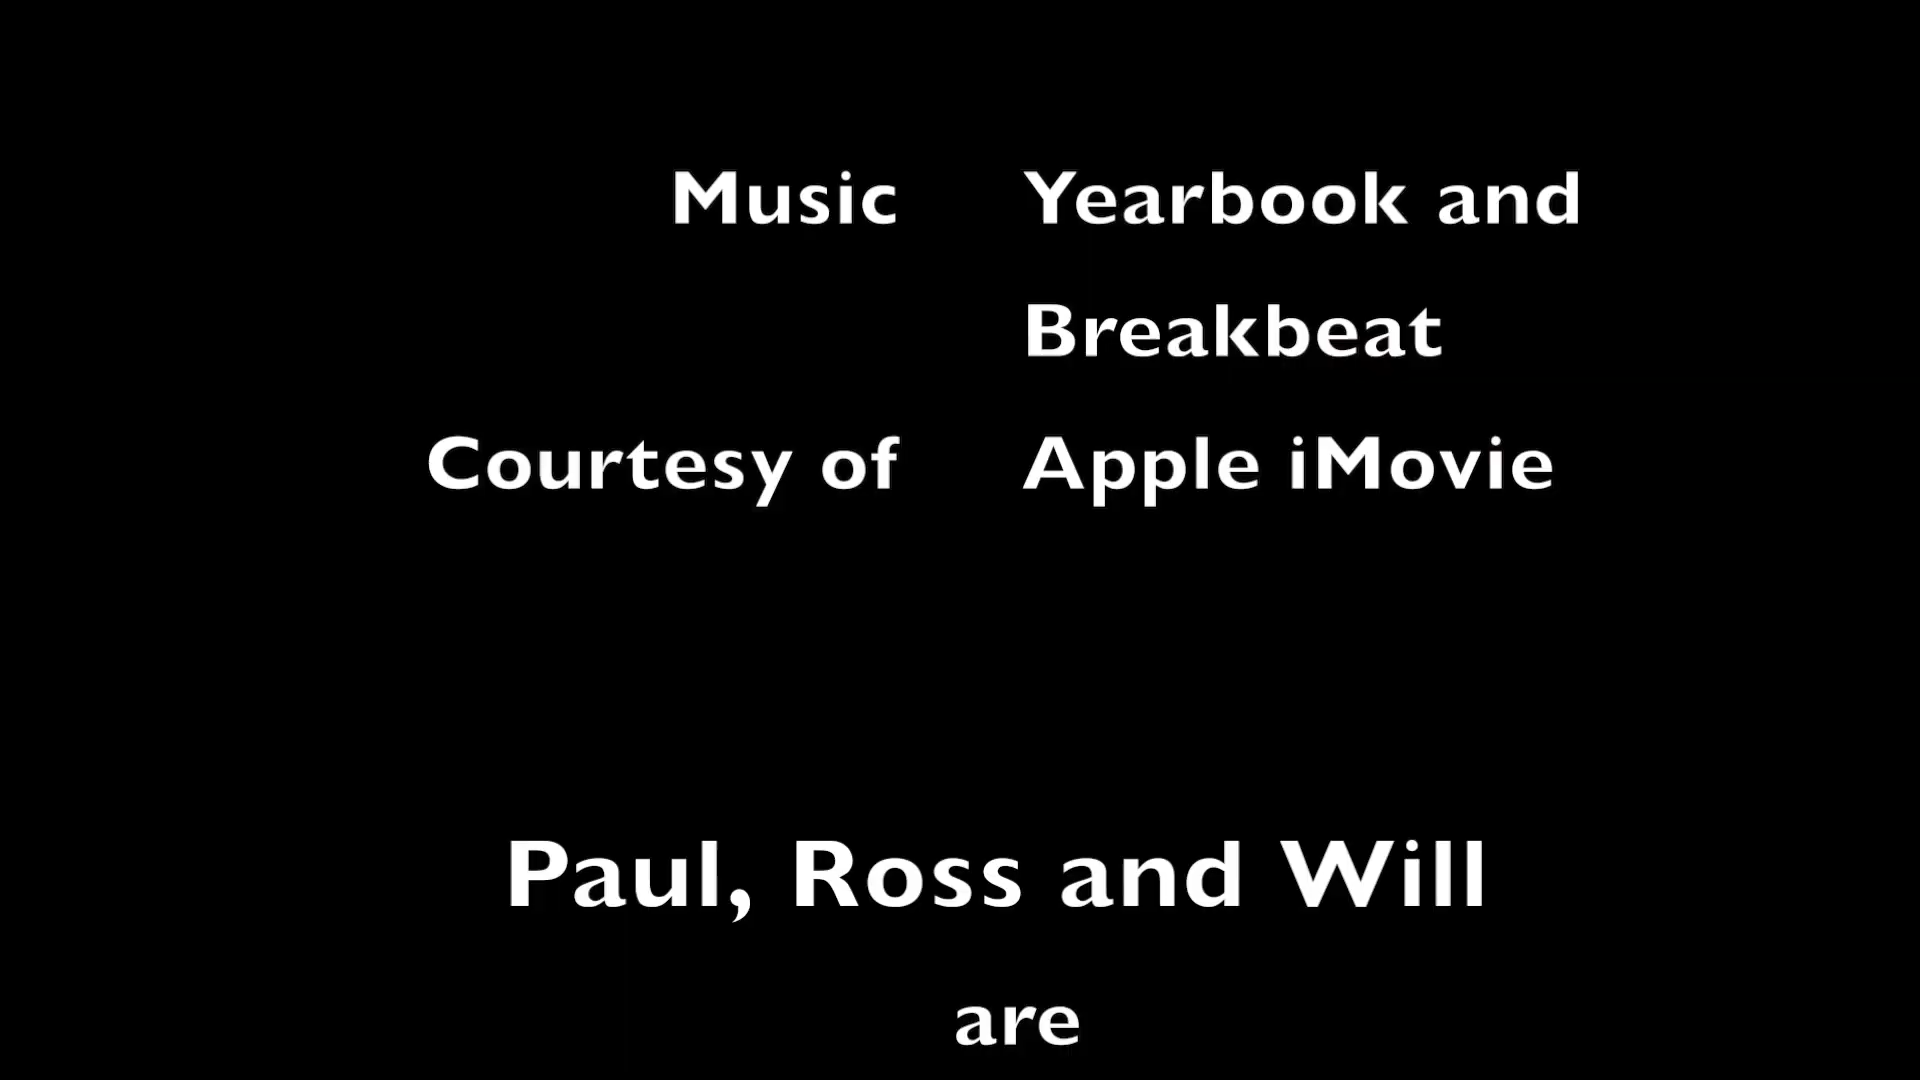 Music Yearbook and
Breakbeat
Courtesy of Apple iMovie
Paul, Ross and Will
are